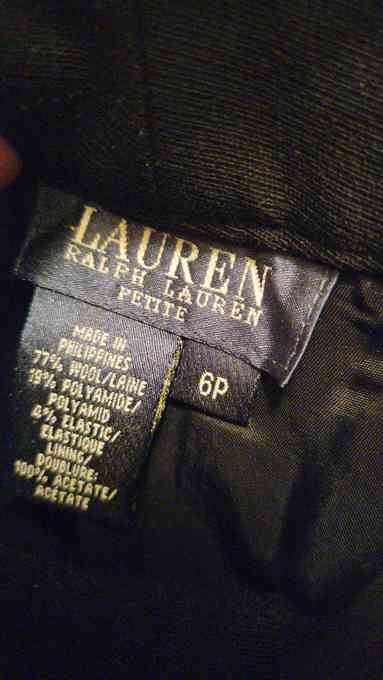 LAUREN
RALPH LAUREN
PETITE
6P
MADE IN
PHILIPPINES
77% WOOL/LAINE
19% POLYAMIDE/
POLYAMID
4% ELASTIC/
ELASTIQUE
LINING/
DOUBLURE:
100% ACETATE/
ACETATE